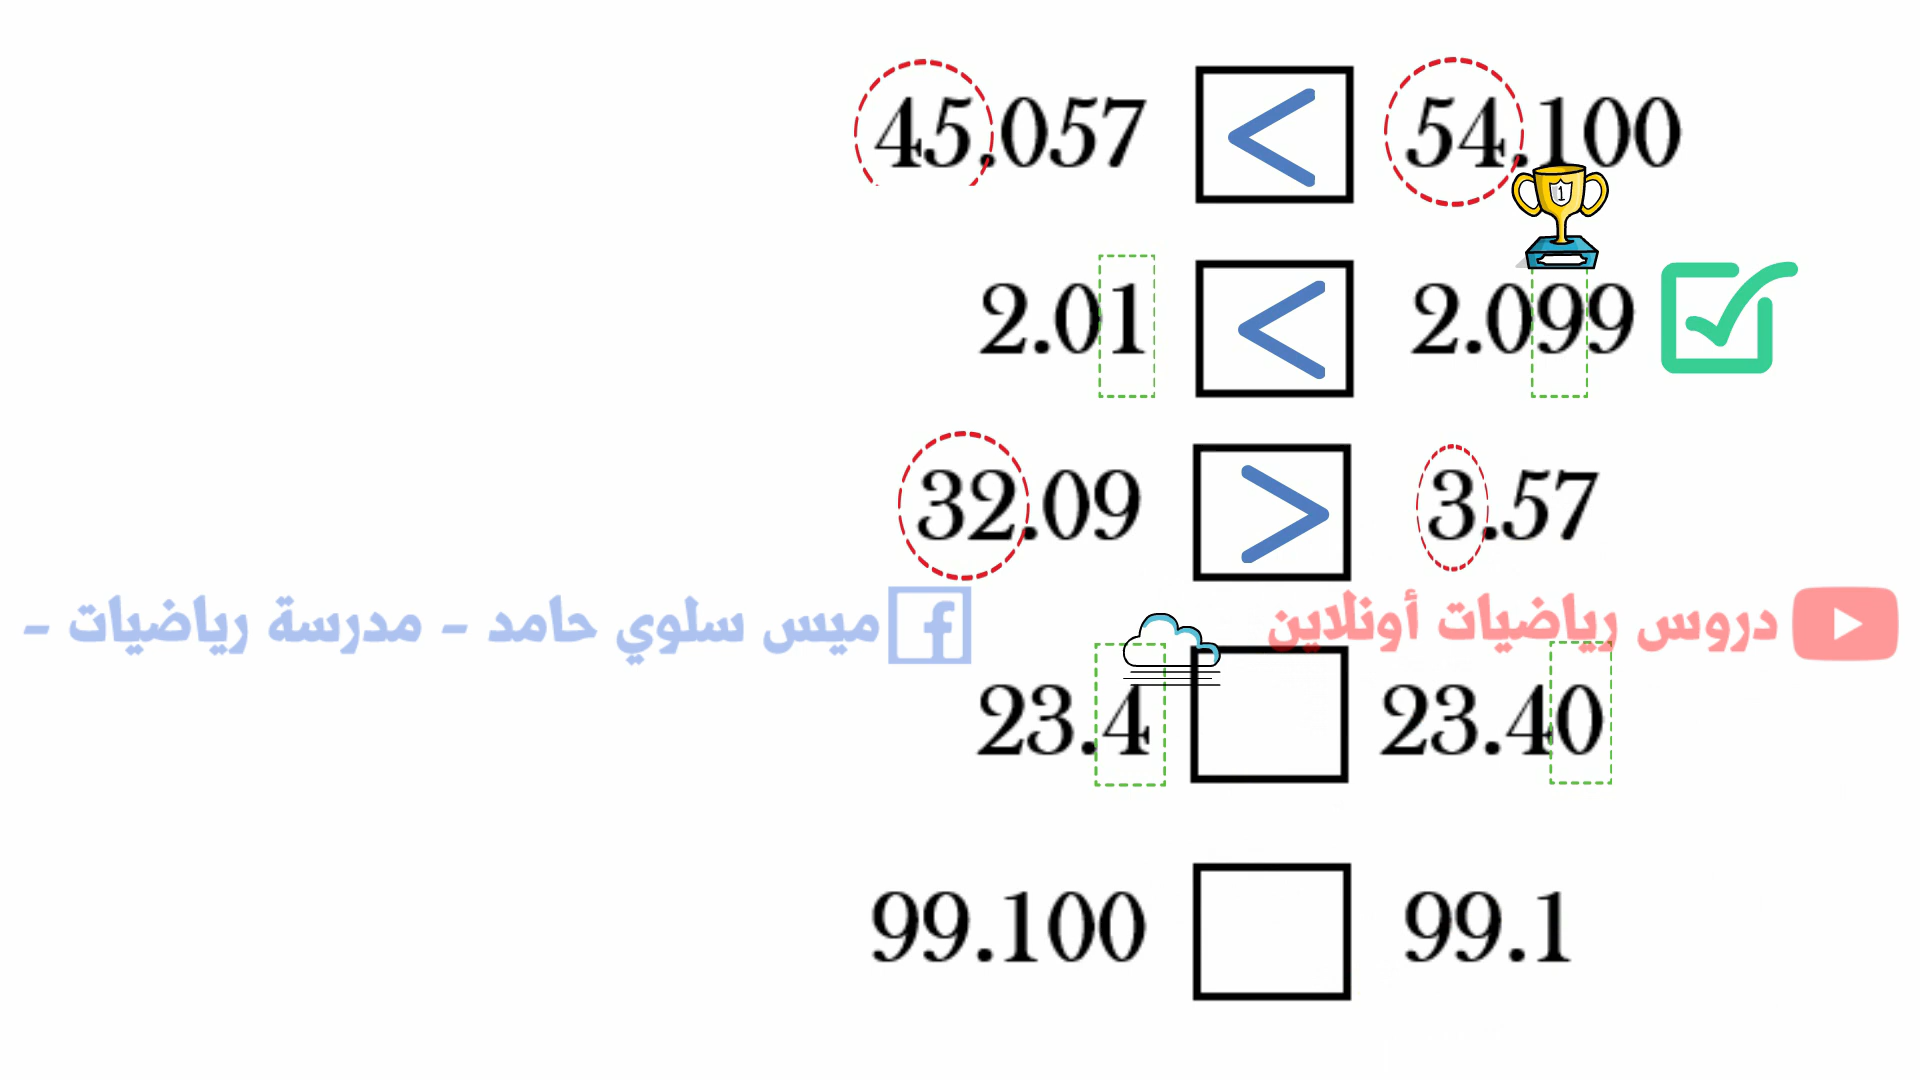 45.057 < 54.100
1
2.01 < 2.099
32.09 > 3.57
ميس سلوي حامد - مدرسة رياضيات -
دروس رياضيات أونلاين
23.4 23.40
99.100 99.1